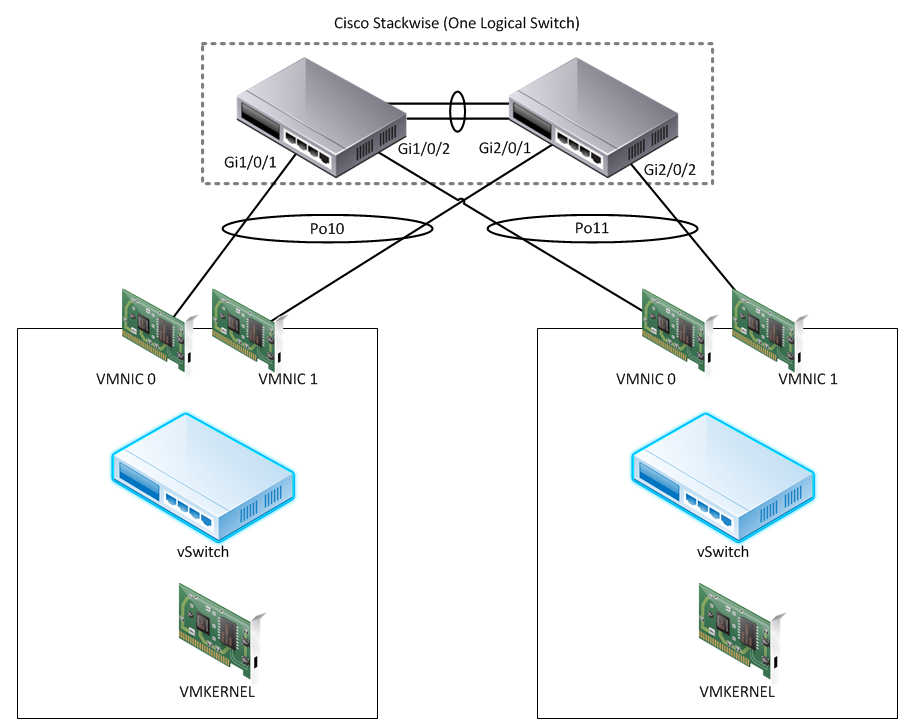 Cisco Stackwise (One Logical Switch)
Gi1/0/1
Gi1/0/2
Gi2/0/1
Gi2/0/2
Po10
Po11
VMNIC 0
VMNIC 1
VMNIC 0
VMNIC 1
vSwitch
vSwitch
VMKERNEL
VMKERNEL